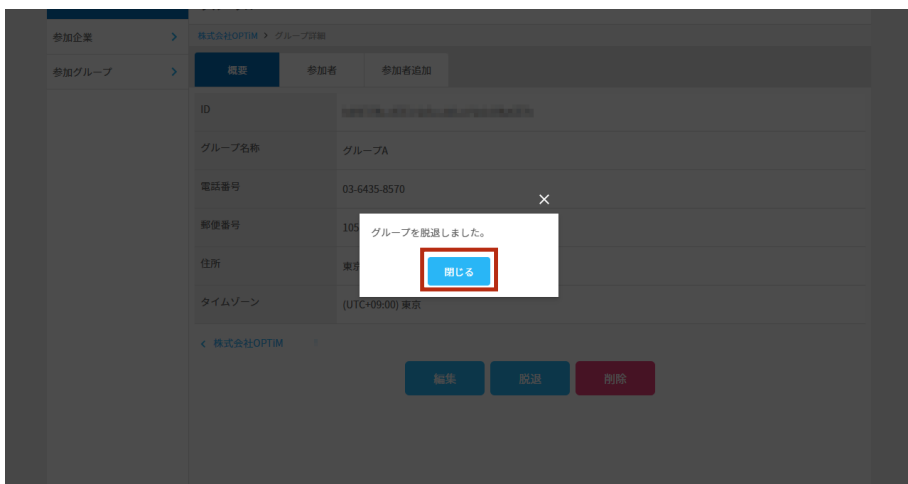 参加企業
参加グループ
株式会社OPTiM > グループ詳細
概要 参加者 参加者追加
ID
グループ名称 グループA
電話番号 03-6435-8570
郵便番号 105
住所
タイムゾーン (UTC+09:00) 東京
グループを脱退しました。
閉じる
< 株式会社OPTiM
編集 脱退 削除